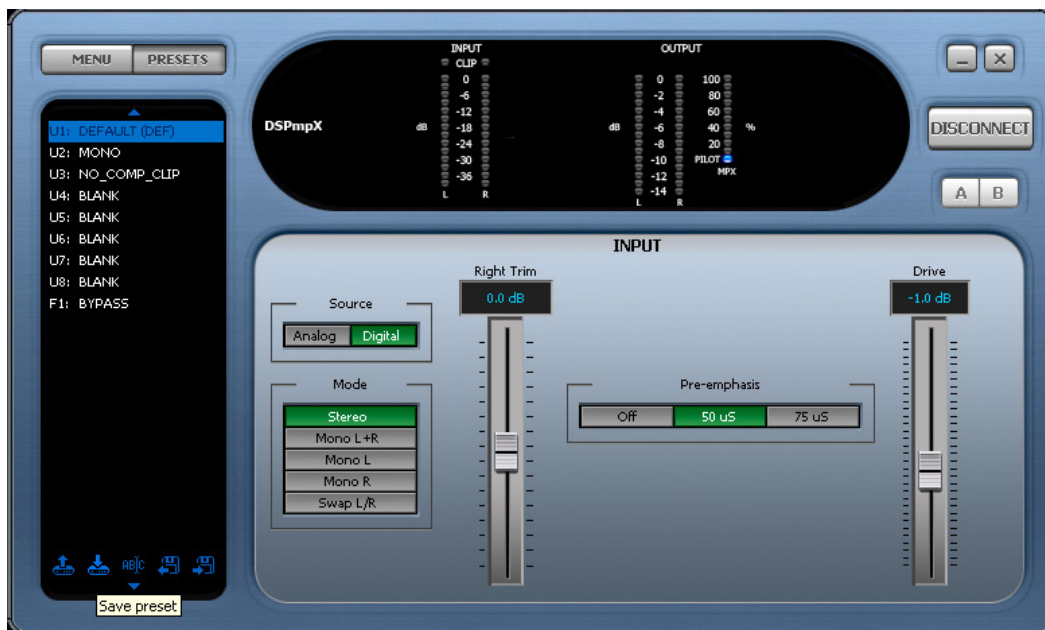 MENU PRESETS
U1: DEFAULT (DEF)
U2: MONO
U3: NO_COMP_CLIP
U4: BLANK
U5: BLANK
U6: BLANK
U7: BLANK
U8: BLANK
F1: BYPASS
AB|C
Save preset
DSPmpX
INPUT
CLIP
0
-6
-12
dB -18
-24
-30
-36
L R
OUTPUT
0 100
-2 80
-4 60
dB -6 40 %
-8 20
-10 PILOT
-12 MPX
-14
L R
DISCONNECT
A B
INPUT
Source
Analog Digital
Mode
Stereo
Mono L+R
Mono L
Mono R
Swap L/R
Right Trim
0.0 dB
Pre-emphasis
Off 50 uS 75 uS
Drive
-1.0 dB